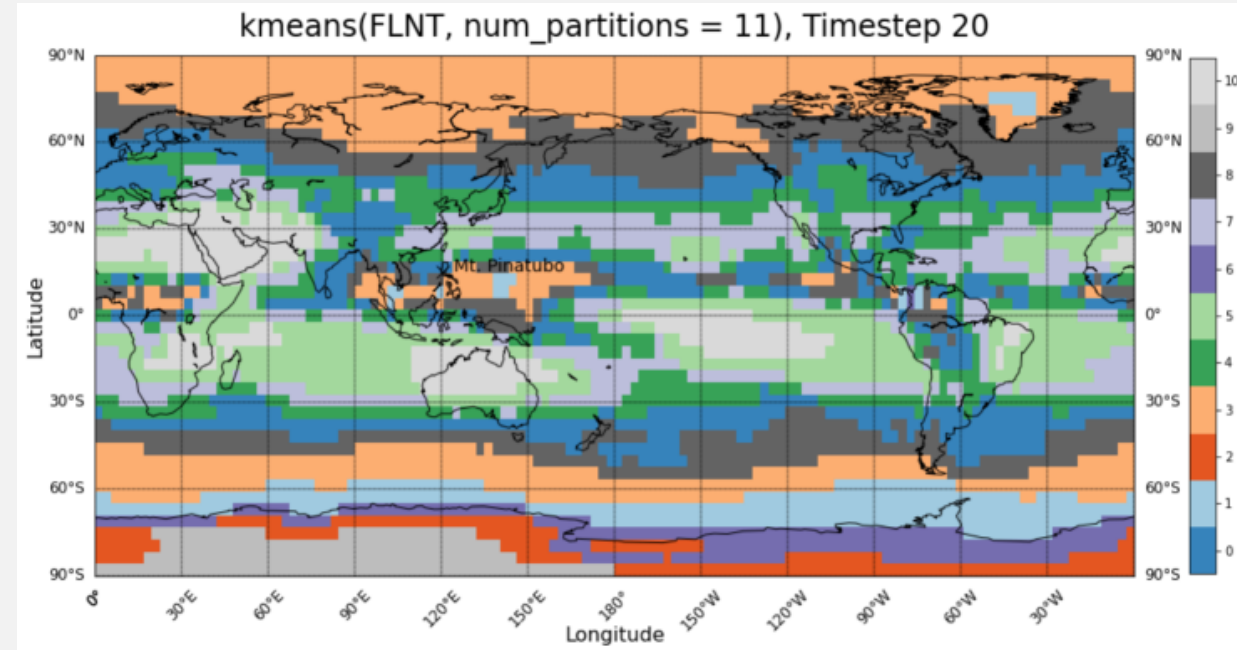 kmeans(FLNT, num_partitions = 11), Timestep 20
90°N
90°N
10
9
60°N
60°N
8
7
30°N
30°N
Mt. Pinatubo
6
Latitude
0°
0°
5
4
30°S
30°S
3
2
60°S
60°S
1
0
90°S
90°S
0°
30°E
60°E
90°E
120°E
150°E
180°
150°W
120°W
90°W
60°W
30°W
Longitude